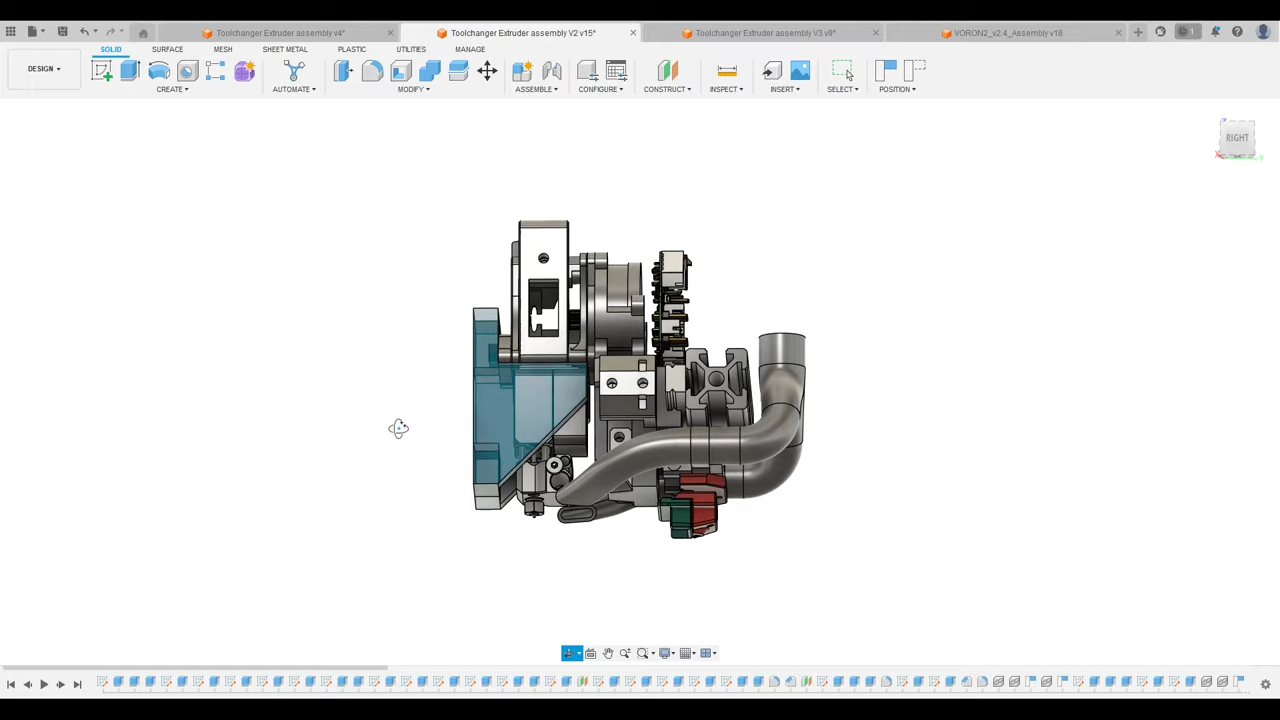 Toolchanger Extruder assembly v4*
Toolchanger Extruder assembly V2 v15*
Toolchanger Extruder assembly V3 v9*
VORON2_v2.4_Assembly v18
1
SOLID
SURFACE
MESH
SHEET METAL
PLASTIC
UTILITIES
MANAGE
DESIGN
CREATE
AUTOMATE
MODIFY
ASSEMBLE
CONFIGURE
CONSTRUCT
INSPECT
INSERT
SELECT
POSITION
RIGHT